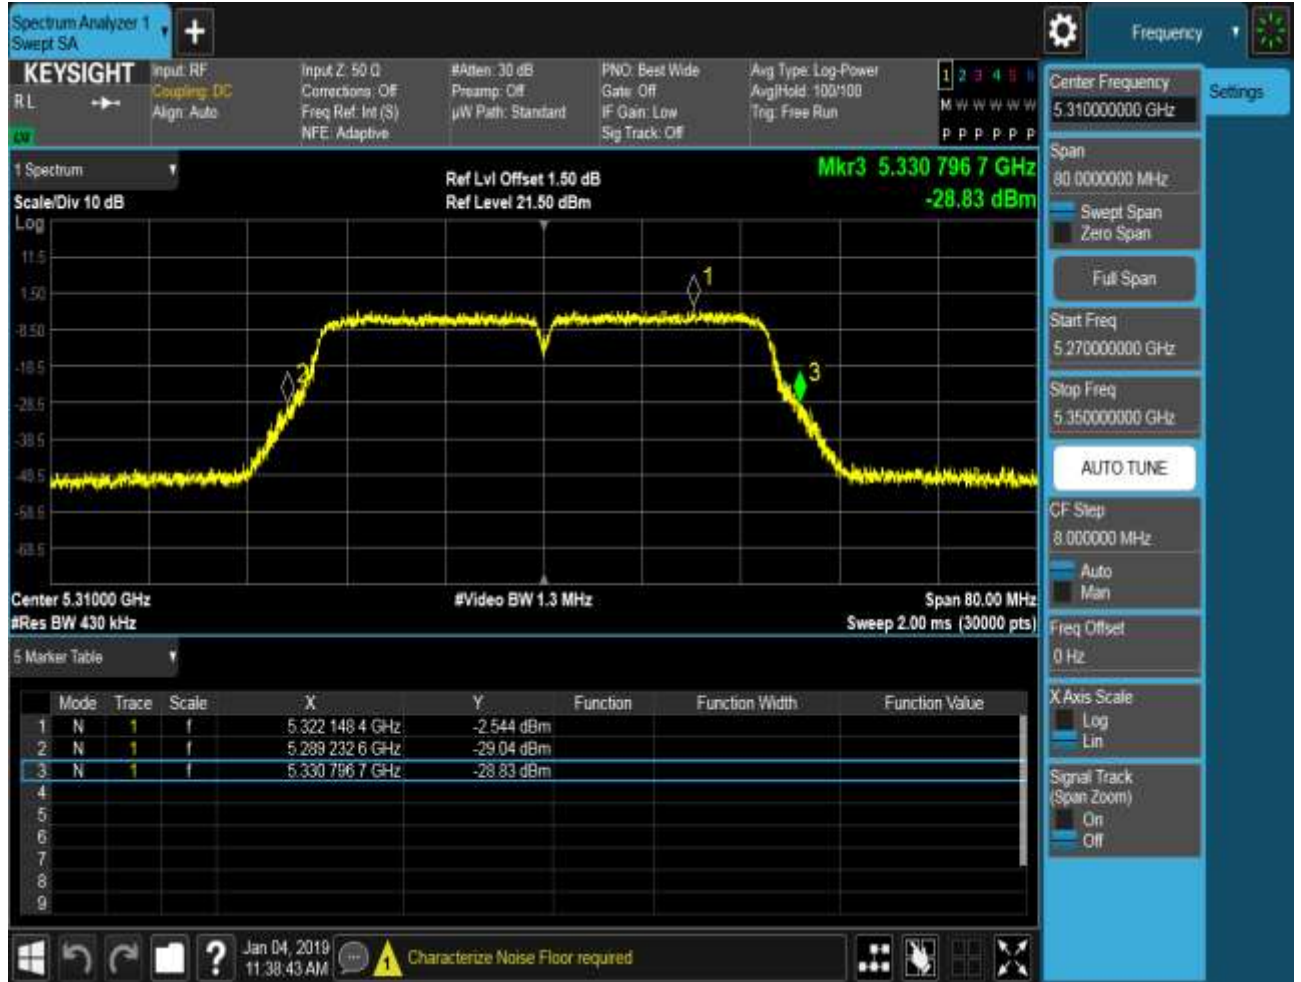 Spectrum Analyzer 1
Swept SA
Frequency
KEYSIGHT
R L
Input: RF
Coupling: DC
Align: Auto
Input Z: 50 Ω
Corrections: Off
Freq Ref: Int (S)
NFE: Adaptive
#Atten: 30 dB
Preamp: Off
µW Path: Standard
PNO: Best Wide
Gate: Off
IF Gain: Low
Sig Track: Off
Avg Type: Log-Power
Avg|Hold: 100/100
Trig: Free Run
1 2 3 4 5 6
M W W W W W
P P P P P P
1 Spectrum
Scale/Div 10 dB
Log
Ref Lvl Offset 1.50 dB
Ref Level 21.50 dBm
Mkr3 5.330 796 7 GHz
-28.83 dBm
11.5
1.50
-8.50
-18.5
-28.5
-38.5
-48.5
-58.5
-68.5
1
2
3
Center 5.31000 GHz
#Res BW 430 kHz
#Video BW 1.3 MHz
Span 80.00 MHz
Sweep 2.00 ms (30000 pts)
5 Marker Table
Mode Trace Scale X Y Function Function Width Function Value
1 N 1 f 5.322 148 4 GHz -2.544 dBm
2 N 1 f 5.289 232 6 GHz -29.04 dBm
3 N 1 f 5.330 796 7 GHz -28.83 dBm
4
5
6
7
8
9
Settings
Center Frequency
5.310000000 GHz
Span
80.0000000 MHz
Swept Span
Zero Span
Full Span
Start Freq
5.270000000 GHz
Stop Freq
5.350000000 GHz
AUTO TUNE
CF Step
8.000000 MHz
Auto
Man
Freq Offset
0 Hz
X Axis Scale
Log
Lin
Signal Track
(Span Zoom)
On
Off
?
Jan 04, 2019
11:38:43 AM
1
Characterize Noise Floor required